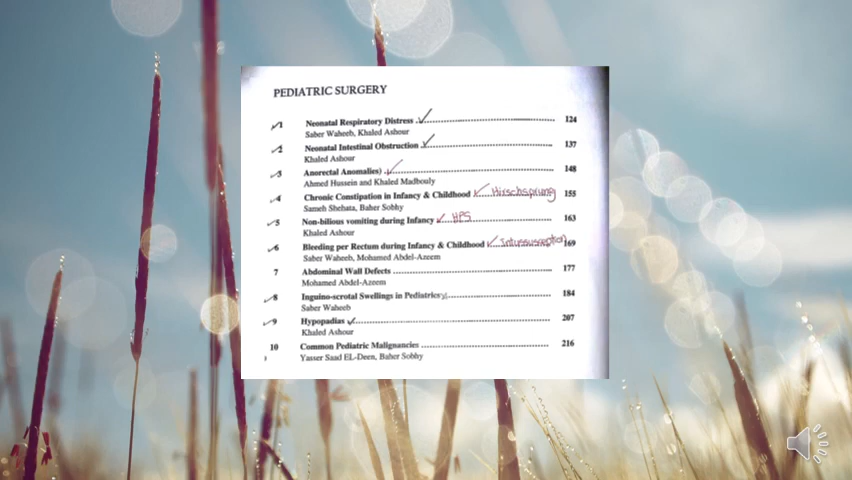 PEDIATRIC SURGERY
1 Neonatal Respiratory Distress 124
Saber Waheeb, Khaled Ashour
2 Neonatal Intestinal Obstruction 137
Khaled Ashour
3 Anorectal Anomalies) 148
Ahmed Hussein and Khaled Madbouly
4 Chronic Constipation in Infancy & Childhood Hirschsprung 155
Sameh Shehata, Baher Sobhy
5 Non-bilious vomiting during Infancy HPS 163
Khaled Ashour
6 Bleeding per Rectum during Infancy & Childhood Intussusception 169
Saber Waheeb, Mohamed Abdel-Azeem
7 Abdominal Wall Defects 177
Mohamed Abdel-Azeem
8 Inguino-scrotal Swellings in Pediatrics 184
Saber Waheeb
9 Hypopadias 207
Khaled Ashour
10 Common Pediatric Malignancies 216
Yasser Saad EL-Deen, Baher Sobhy